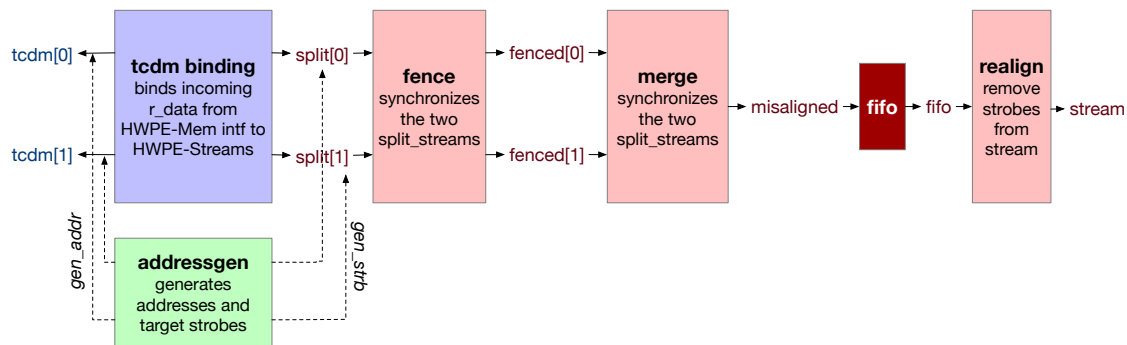 tcdm[0]
tcdm[1]
gen_addr
tcdm binding
binds incoming
r_data from
HWPE-Mem intf to
HWPE-Streams
addressgen
generates
addresses and
target strobes
split[0]
split[1]
gen_strb
fence
synchronizes
the two
split_streams
fenced[0]
fenced[1]
merge
synchronizes
the two
split_streams
misaligned
fifo
fifo
realign
remove
strobes
from
stream
stream